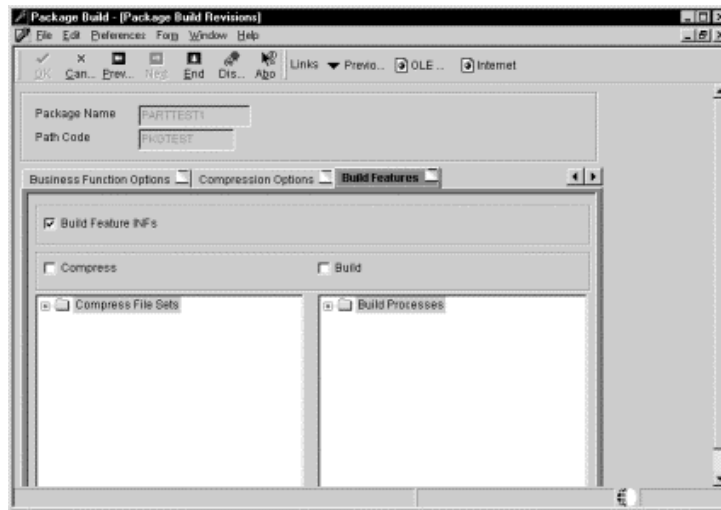 Package Build - [Package Build Revisions]
File Edit Preferences Form Window Help
OK Can... Prev... Next End Dis... Abo Links Previo... OLE ... Internet
Package Name PARTTEST1
Path Code PKGTEST
Business Function Options Compression Options Build Features
Build Feature INFs
Compress Build
Compress File Sets Build Processes